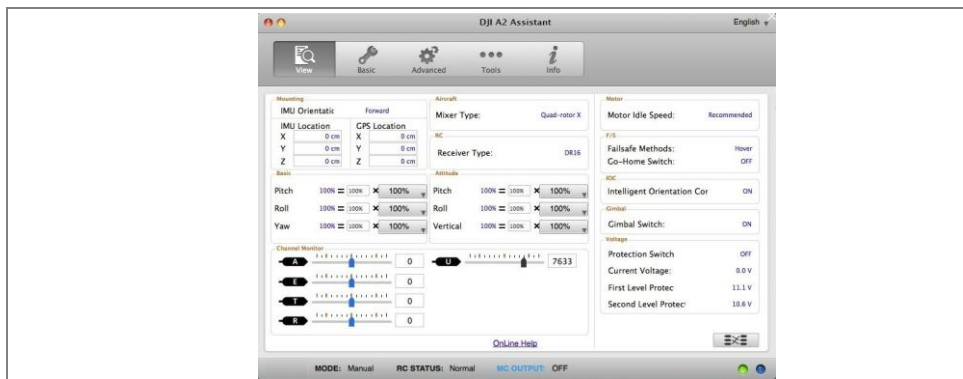 DJI A2 Assistant
English
View Basic Advanced Tools Info
Mounting
IMU Orientatic Forward
IMU Location GPS Location
X 0 cm X 0 cm
Y 0 cm Y 0 cm
Z 0 cm Z 0 cm
Aircraft
Mixer Type: Quad-rotor X
RC
Receiver Type: DR16
Motor
Motor Idle Speed: Recommended
F/S
Failsafe Methods: Hover
Go-Home Switch: OFF
IOC
Intelligent Orientation Cor ON
Gimbal
Gimbal Switch: ON
Voltage
Protection Switch OFF
Current Voltage: 0.0 V
First Level Protec 11.1 V
Second Level Protec 10.6 V
Basic
Pitch 100% = 100% × 100%
Roll 100% = 100% × 100%
Yaw 100% = 100% × 100%
Attitude
Pitch 100% = 100% × 100%
Roll 100% = 100% × 100%
Vertical 100% = 100% × 100%
Channel Monitor
A 0
E 0
T 0
R 0
U 7633
OnLine Help
MODE: Manual RC STATUS: Normal MC OUTPUT: OFF